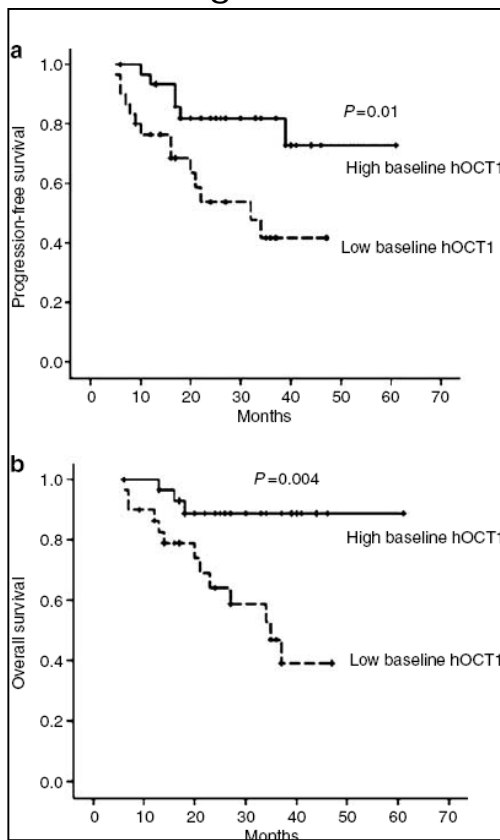 a
1.0
0.8
0.6
0.4
0.2
0.0
Progression-free survival
P=0.01
High baseline hOCT1
Low baseline hOCT1
0 10 20 30 40 50 60 70
Months
b
1.0
0.8
0.6
0.4
0.2
0.0
Overall survival
P=0.004
High baseline hOCT1
Low baseline hOCT1
0 10 20 30 40 50 60 70
Months